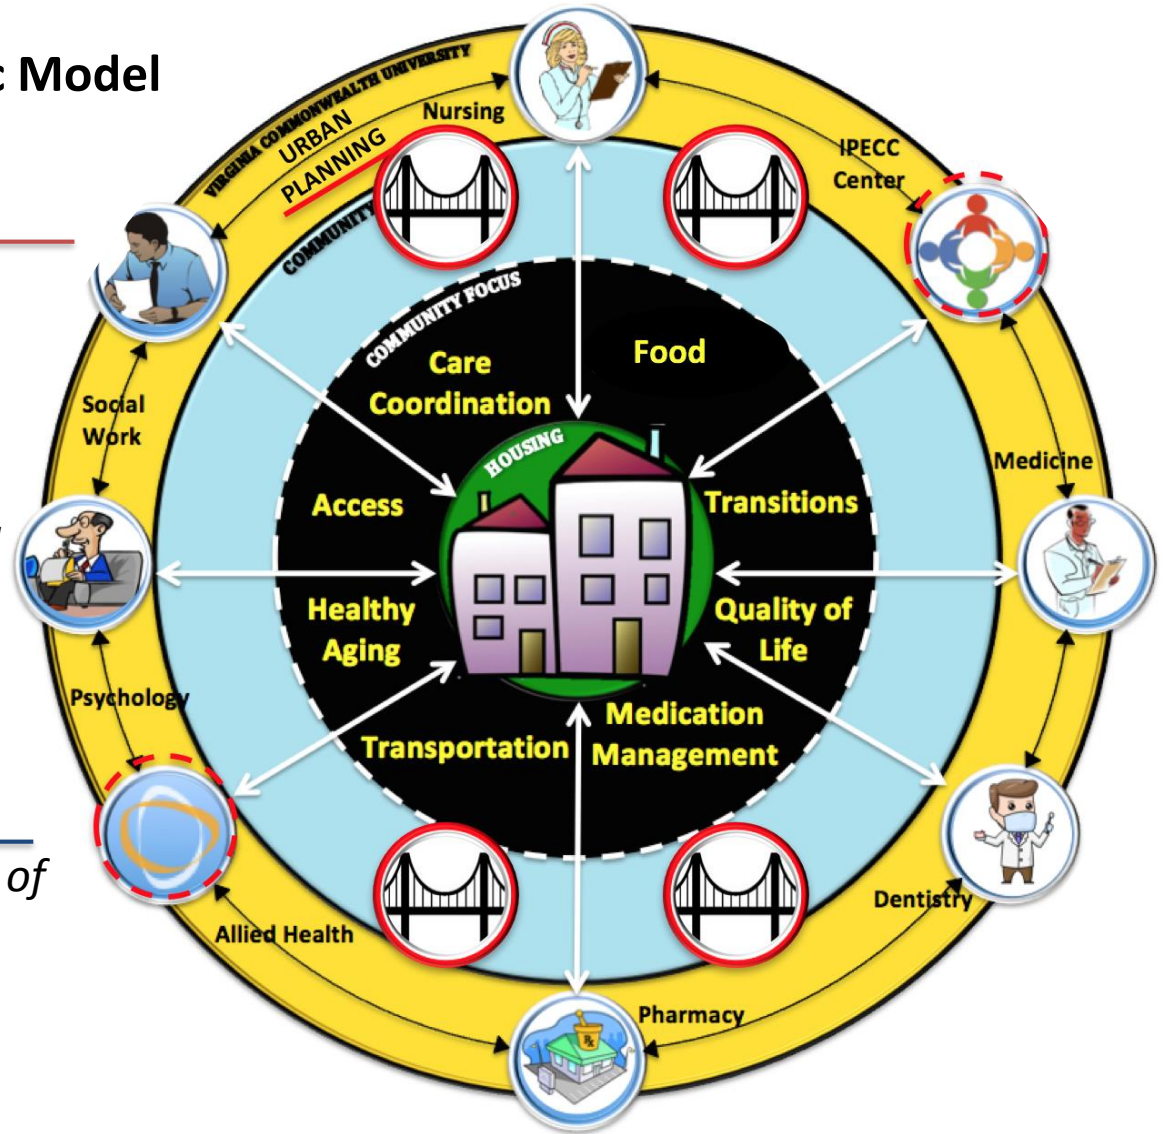 c Model
VIRGINIA COMMONWEALTH UNIVERSITY
URBAN
PLANNING
Nursing
IPECC
Center
COMMUNITY
COMMUNITY FOCUS
Care
Coordination
Food
Social
Work
HOUSING
Medicine
Access
Transitions
Healthy
Aging
Quality of
Life
Psychology
Medication
Management
Transportation
of
Dentistry
Allied Health
Pharmacy